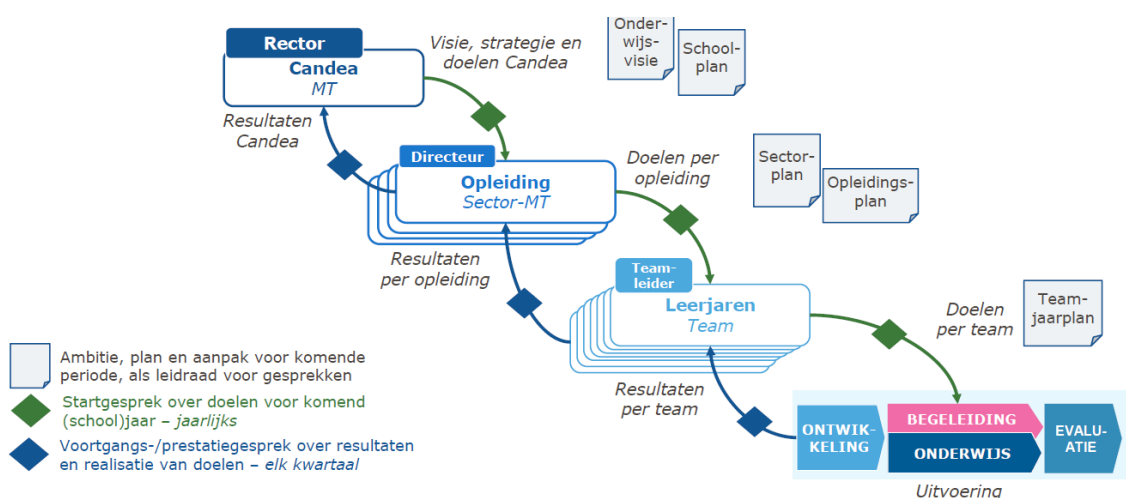 Rector
Candea
MT
Visie, strategie en
doelen Candea
Onder-
wijs-
visie
School-
plan
Resultaten
Candea
Directeur
Opleiding
Sector-MT
Doelen per
opleiding
Sector-
plan
Opleidings-
plan
Resultaten
per opleiding
Team-
leider
Leerjaren
Team
Doelen
per team
Team-
jaarplan
Resultaten
per team
Ambitie, plan en aanpak voor komende
periode, als leidraad voor gesprekken
Startgesprek over doelen voor komend
(school)jaar – jaarlijks
Voortgangs-/prestatiegesprek over resultaten
en realisatie van doelen – elk kwartaal
ONTWIK-
KELING
BEGELEIDING
ONDERWIJS
EVALU-
ATIE
Uitvoering